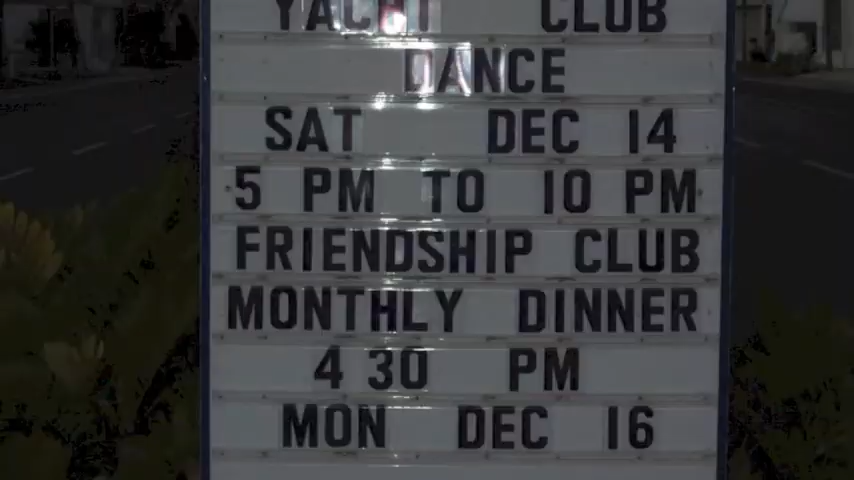 YACHT CLUB
DANCE
SAT DEC 14
5 PM TO 10 PM
FRIENDSHIP CLUB
MONTHLY DINNER
4 30 PM
MON DEC 16